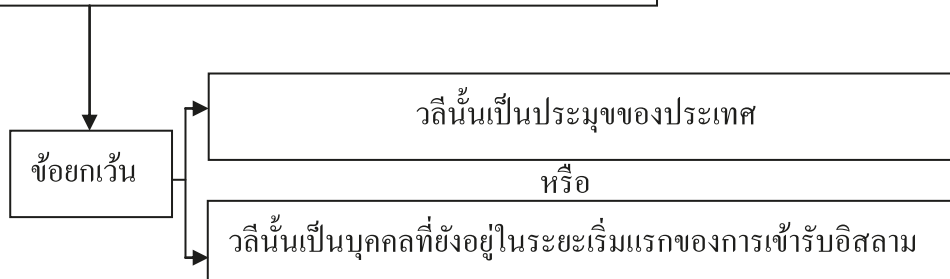 วลีนั้นเป็นประมุขของประเทศ
ข้อยกเว้น
หรือ
วลีนั้นเป็นบุคคลที่ยังอยู่ในระยะเริ่มแรกของการเข้ารับอิสลาม